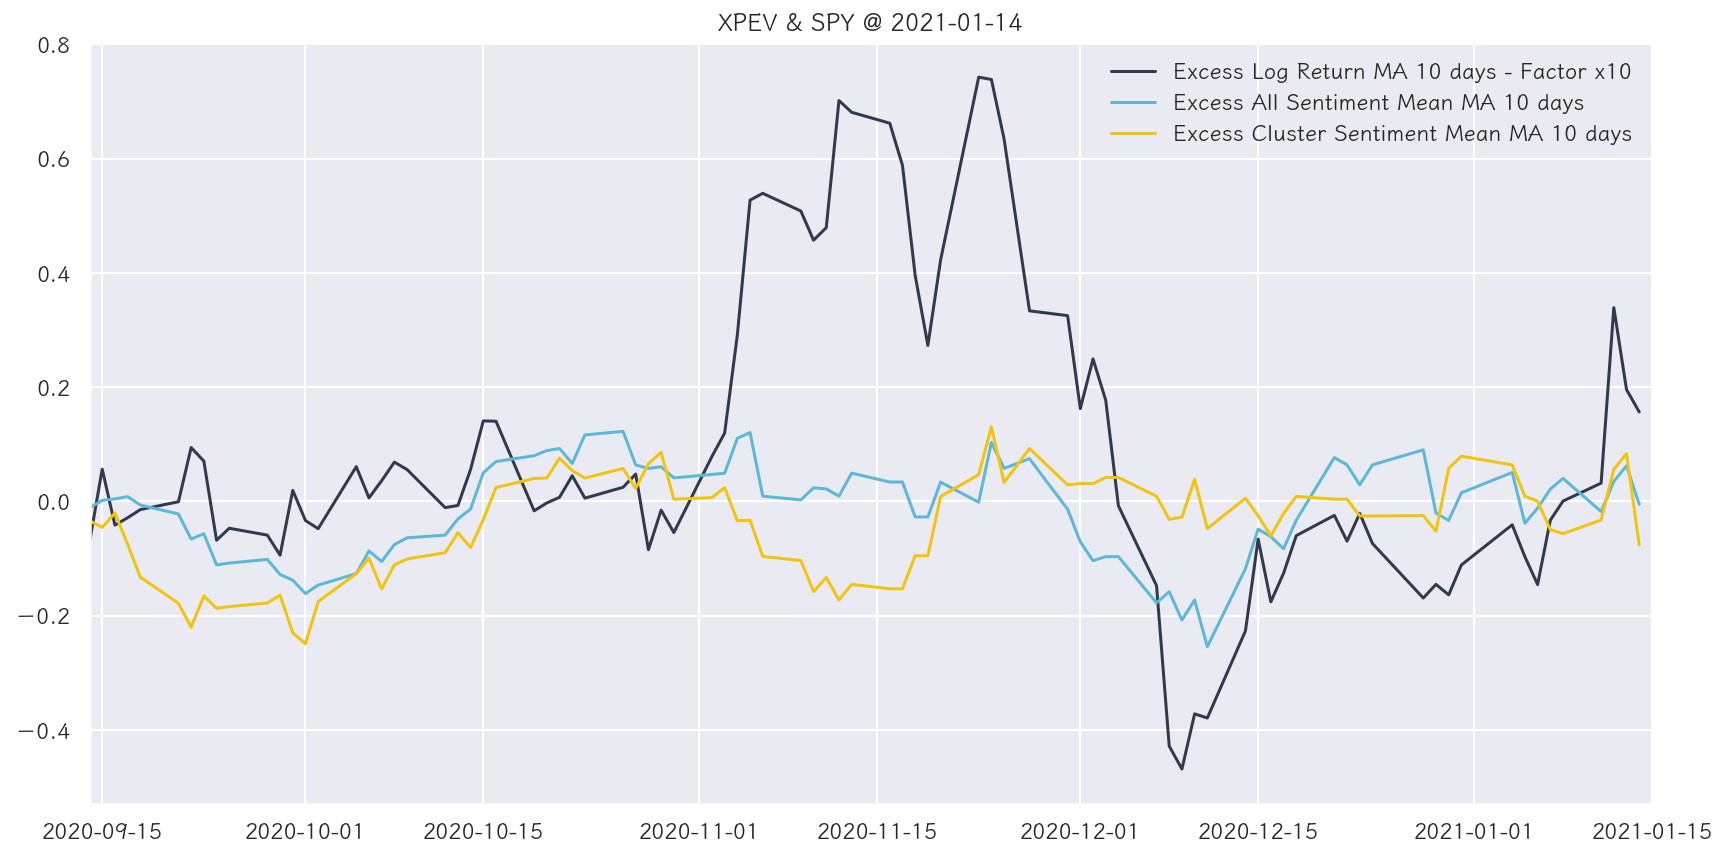 XPEV & SPY @ 2021-01-14
Excess Log Return MA 10 days - Factor x10
Excess All Sentiment Mean MA 10 days
Excess Cluster Sentiment Mean MA 10 days
0.8
0.6
0.4
0.2
0.0
−0.2
−0.4
2020-09-15 2020-10-01 2020-10-15 2020-11-01 2020-11-15 2020-12-01 2020-12-15 2021-01-01 2021-01-15